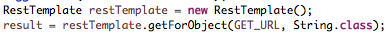 RestTemplate restTemplate = new RestTemplate();
result = restTemplate.getForObject(GET_URL, String.class);